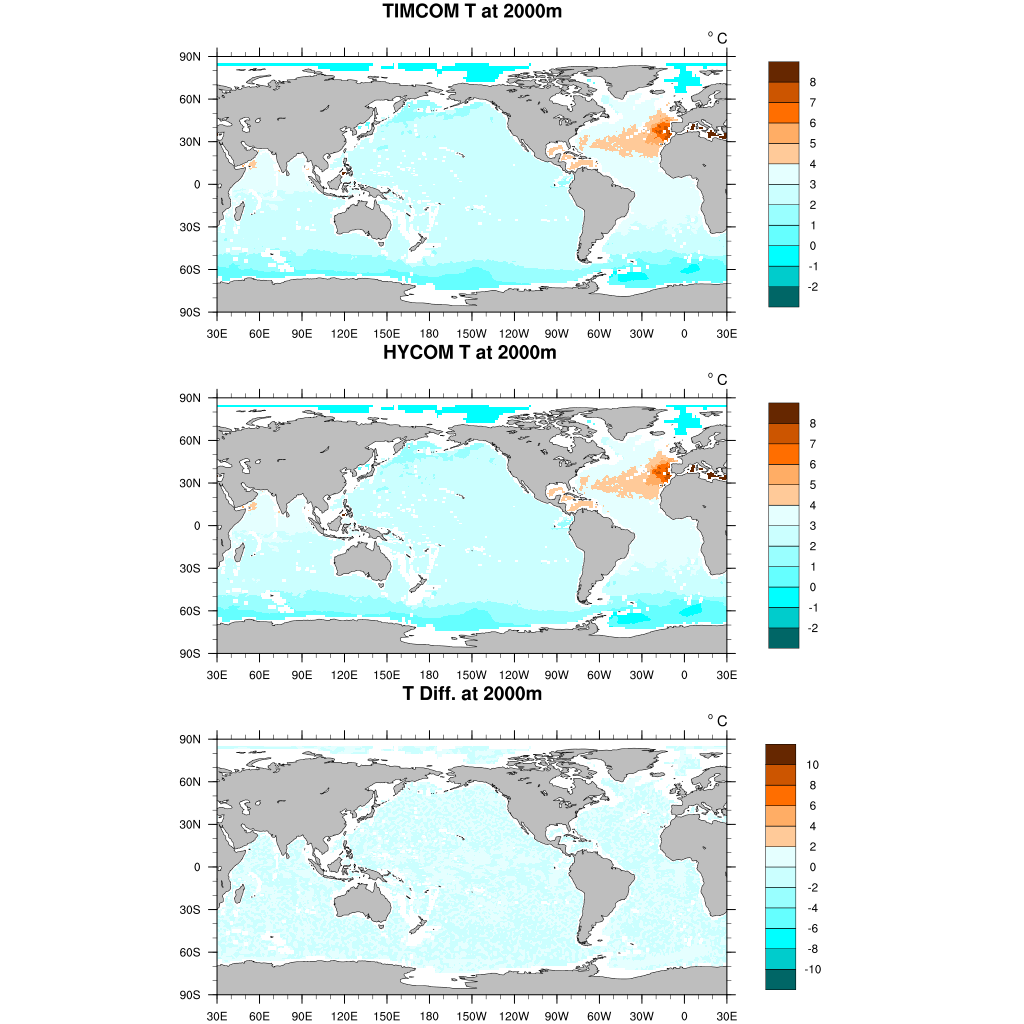 TIMCOM T at 2000m
° C
90N
60N
30N
0
30S
60S
90S
30E 60E 90E 120E 150E 180 150W 120W 90W 60W 30W 0 30E
8
7
6
5
4
3
2
1
0
-1
-2
HYCOM T at 2000m
° C
90N
60N
30N
0
30S
60S
90S
30E 60E 90E 120E 150E 180 150W 120W 90W 60W 30W 0 30E
8
7
6
5
4
3
2
1
0
-1
-2
T Diff. at 2000m
° C
90N
60N
30N
0
30S
60S
90S
30E 60E 90E 120E 150E 180 150W 120W 90W 60W 30W 0 30E
10
8
6
4
2
0
-2
-4
-6
-8
-10